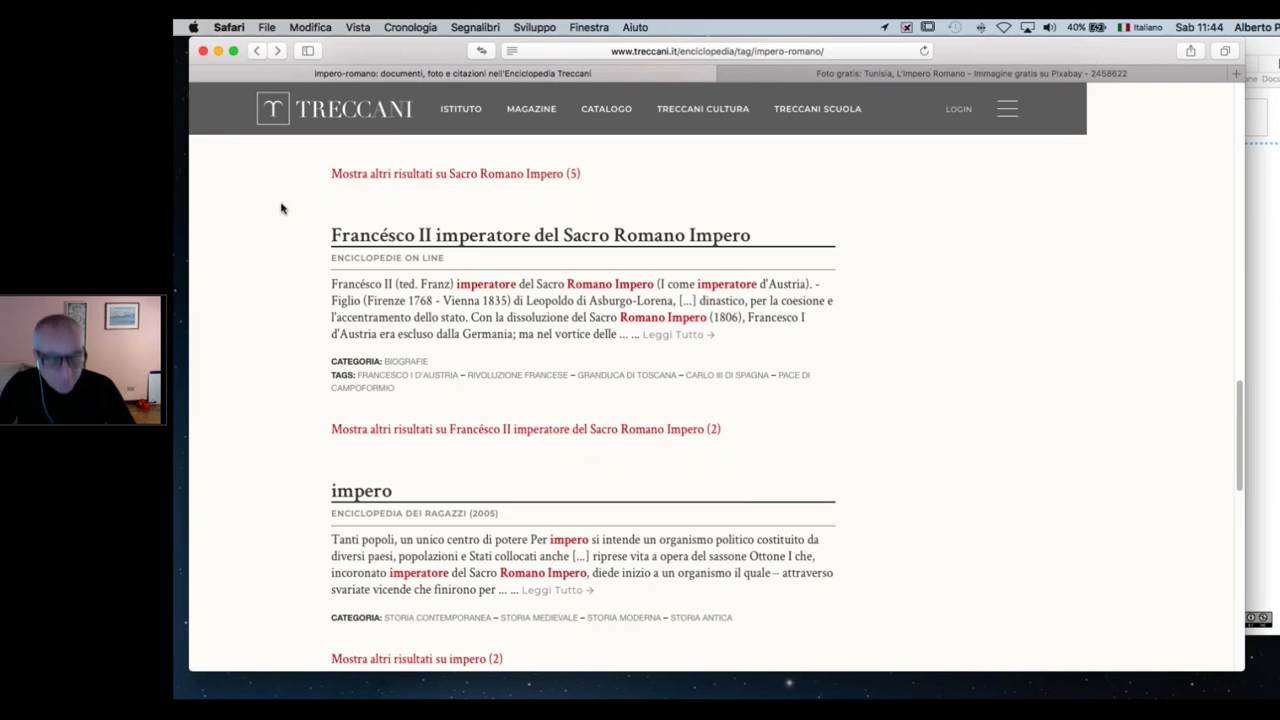 Safari File Modifica Vista Cronologia Segnalibri Sviluppo Finestra Aiuto 40% Italiano Sab 11:44 Alberto P
www.treccani.it/enciclopedia/tag/impero-romano/
impero-romano: documenti, foto e citazioni nell'Enciclopedia Treccani Foto gratis: Tunisia, L'Impero Romano - Immagine gratis su Pixabay - 2458622
TRECCANI ISTITUTO MAGAZINE CATALOGO TRECCANI CULTURA TRECCANI SCUOLA LOGIN
Mostra altri risultati su Sacro Romano Impero (5)
Francésco II imperatore del Sacro Romano Impero
ENCICLOPEDIE ON LINE
Francésco II (ted. Franz) imperatore del Sacro Romano Impero (I come imperatore d'Austria). -
Figlio (Firenze 1768 - Vienna 1835) di Leopoldo di Asburgo-Lorena, [...] dinastico, per la coesione e
l'accentramento dello stato. Con la dissoluzione del Sacro Romano Impero (1806), Francesco I
d'Austria era escluso dalla Germania; ma nel vortice delle ... ... Leggi Tutto →
CATEGORIA: BIOGRAFIE
TAGS: FRANCESCO I D'AUSTRIA – RIVOLUZIONE FRANCESE – GRANDUCA DI TOSCANA – CARLO III DI SPAGNA – PACE DI
CAMPOFORMIO
Mostra altri risultati su Francésco II imperatore del Sacro Romano Impero (2)
impero
ENCICLOPEDIA DEI RAGAZZI (2005)
Tanti popoli, un unico centro di potere Per impero si intende un organismo politico costituito da
diversi paesi, popolazioni e Stati collocati anche [...] riprese vita a opera del sassone Ottone I che,
incoronato imperatore del Sacro Romano Impero, diede inizio a un organismo il quale – attraverso
svariate vicende che finirono per ... ... Leggi Tutto →
CATEGORIA: STORIA CONTEMPORANEA – STORIA MEDIEVALE – STORIA MODERNA – STORIA ANTICA
Mostra altri risultati su impero (2)